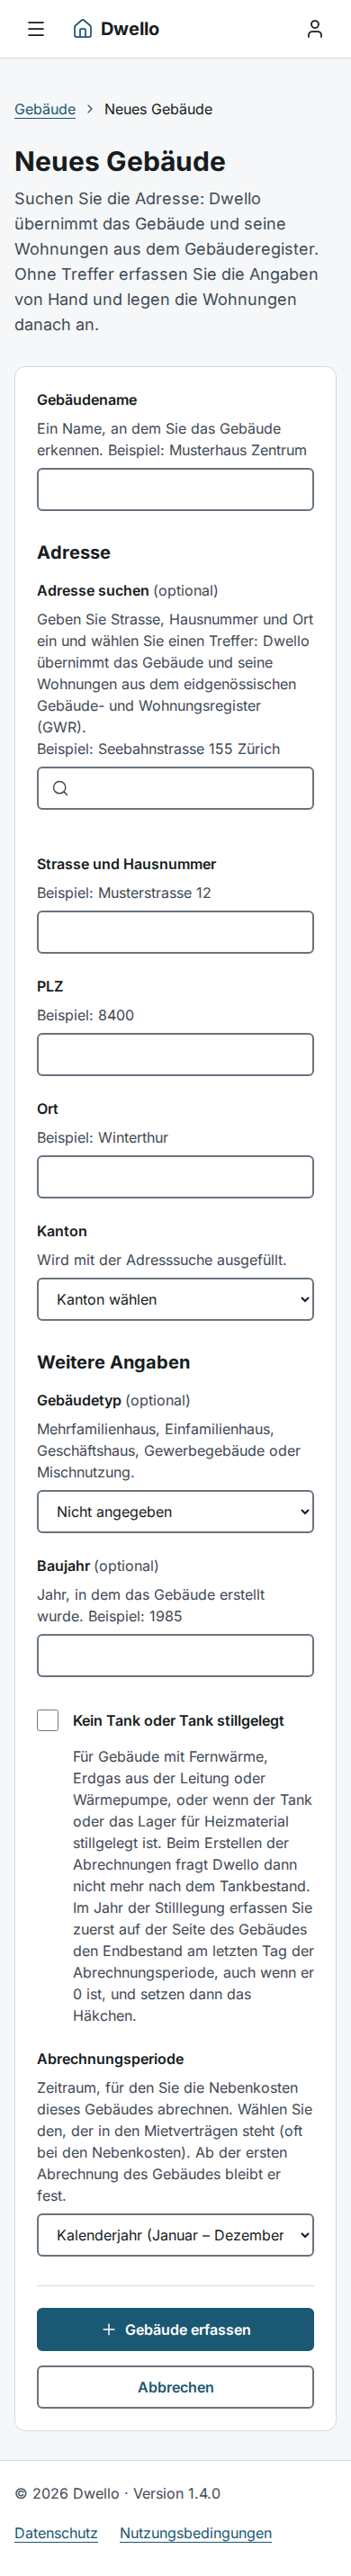 Dwello
Gebäude > Neues Gebäude
Neues Gebäude
Suchen Sie die Adresse: Dwello
übernimmt das Gebäude und seine
Wohnungen aus dem Gebäuderegister.
Ohne Treffer erfassen Sie die Angaben
von Hand und legen die Wohnungen
danach an.
Gebäudename
Ein Name, an dem Sie das Gebäude
erkennen. Beispiel: Musterhaus Zentrum
Adresse
Adresse suchen (optional)
Geben Sie Strasse, Hausnummer und Ort
ein und wählen Sie einen Treffer: Dwello
übernimmt das Gebäude und seine
Wohnungen aus dem eidgenössischen
Gebäude- und Wohnungsregister
(GWR).
Beispiel: Seebahnstrasse 155 Zürich
Strasse und Hausnummer
Beispiel: Musterstrasse 12
PLZ
Beispiel: 8400
Ort
Beispiel: Winterthur
Kanton
Wird mit der Adresssuche ausgefüllt.
Kanton wählen
Weitere Angaben
Gebäudetyp (optional)
Mehrfamilienhaus, Einfamilienhaus,
Geschäftshaus, Gewerbegebäude oder
Mischnutzung.
Nicht angegeben
Baujahr (optional)
Jahr, in dem das Gebäude erstellt
wurde. Beispiel: 1985
Kein Tank oder Tank stillgelegt
Für Gebäude mit Fernwärme,
Erdgas aus der Leitung oder
Wärmepumpe, oder wenn der Tank
oder das Lager für Heizmaterial
stillgelegt ist. Beim Erstellen der
Abrechnungen fragt Dwello dann
nicht mehr nach dem Tankbestand.
Im Jahr der Stilllegung erfassen Sie
zuerst auf der Seite des Gebäudes
den Endbestand am letzten Tag der
Abrechnungsperiode, auch wenn er
0 ist, und setzen dann das
Häkchen.
Abrechnungsperiode
Zeitraum, für den Sie die Nebenkosten
dieses Gebäudes abrechnen. Wählen Sie
den, der in den Mietverträgen steht (oft
bei den Nebenkosten). Ab der ersten
Abrechnung des Gebäudes bleibt er
fest.
Kalenderjahr (Januar – Dezember
Gebäude erfassen
Abbrechen
© 2026 Dwello · Version 1.4.0
Datenschutz Nutzungsbedingungen